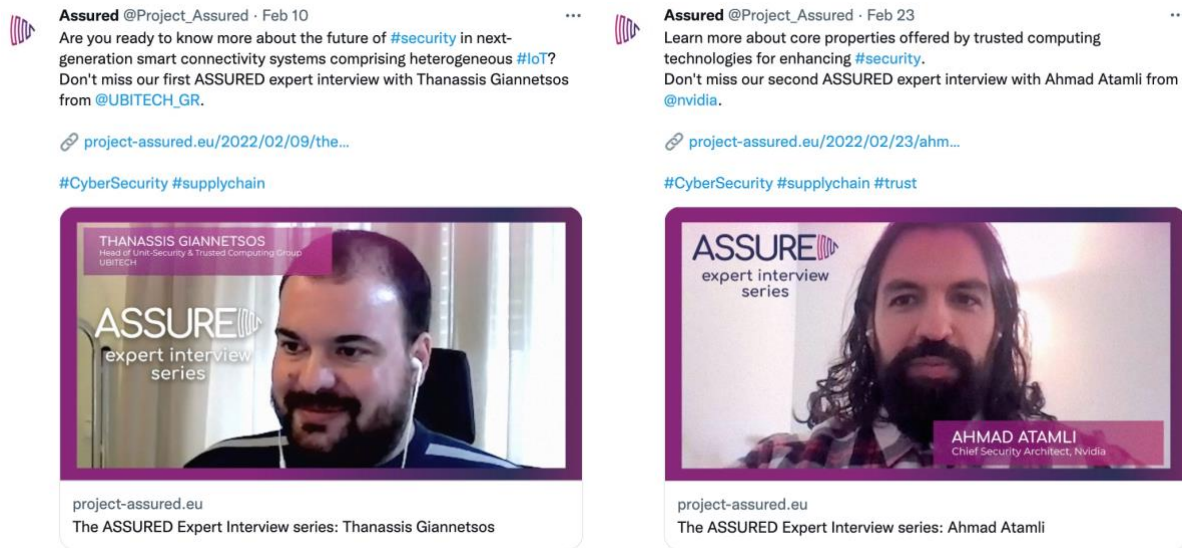 Assured @Project_Assured · Feb 10
Are you ready to know more about the future of #security in next-
generation smart connectivity systems comprising heterogeneous #IoT?
Don't miss our first ASSURED expert interview with Thanassis Giannetsos
from @UBITECH_GR.
project-assured.eu/2022/02/09/the...
#CyberSecurity #supplychain
THANASSIS GIANNETSOS
Head of Unit-Security & Trusted Computing Group
UBITECH
ASSURED
expert interview
series
project-assured.eu
The ASSURED Expert Interview series: Thanassis Giannetsos
Assured @Project_Assured · Feb 23
Learn more about core properties offered by trusted computing
technologies for enhancing #security.
Don't miss our second ASSURED expert interview with Ahmad Atamli from
@nvidia.
project-assured.eu/2022/02/23/ahm...
#CyberSecurity #supplychain #trust
ASSURED
expert interview
series
AHMAD ATAMLI
Chief Security Architect, Nvidia
project-assured.eu
The ASSURED Expert Interview series: Ahmad Atamli